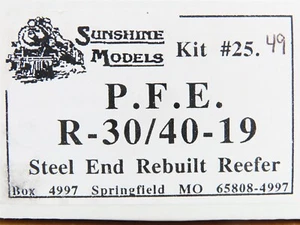 SUNSHINE
MODELS
Kit #25.49
P.F.E.
R-30/40-19
Steel End Rebuilt Reefer
Box 4997 Springfield MO 65808-4997